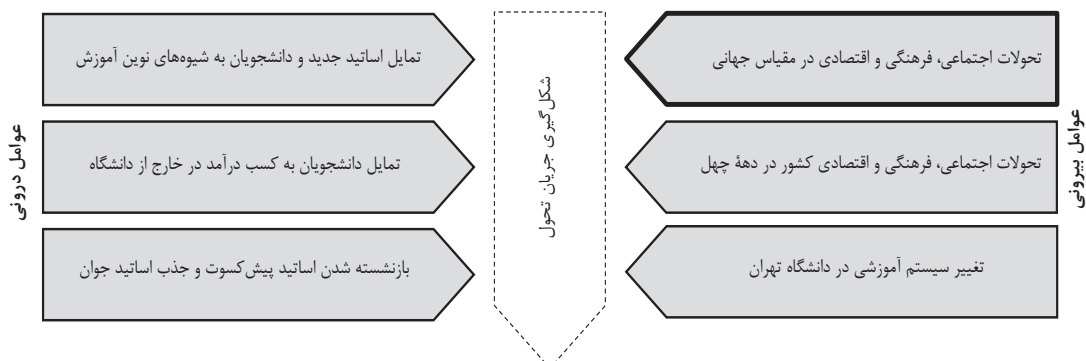 عوامل بیرونی
تحولات اجتماعی، فرهنگی و اقتصادی در مقیاس جهانی
تحولات اجتماعی، فرهنگی و اقتصادی کشور در دههٔ چهل
تغییر سیستم آموزشی در دانشگاه تهران
شکل‌گیری جریان تحول
تمایل اساتید جدید و دانشجویان به شیوه‌های نوین آموزش
تمایل دانشجویان به کسب درآمد در خارج از دانشگاه
بازنشسته شدن اساتید پیش‌کسوت و جذب اساتید جوان
عوامل درونی